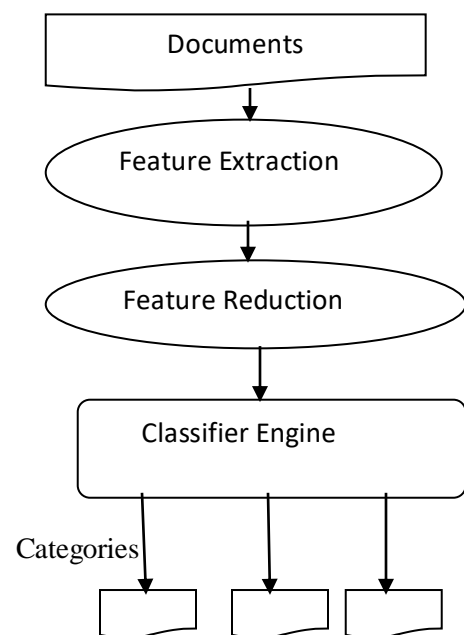 Documents
Feature Extraction
Feature Reduction
Classifier Engine
Categories